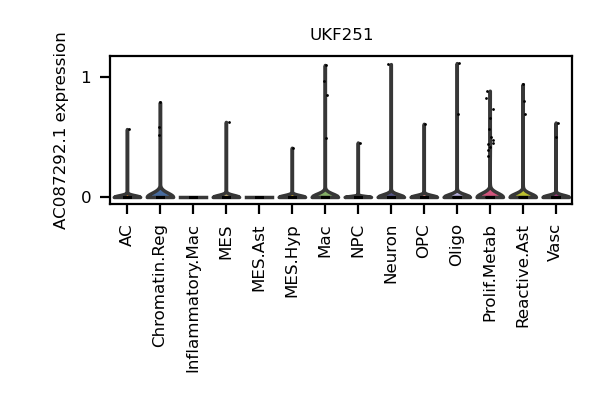 UKF251
AC087292.1 expression
1
0
AC
Chromatin.Reg
Inflammatory.Mac
MES
MES.Ast
MES.Hyp
Mac
NPC
Neuron
OPC
Oligo
Prolif.Metab
Reactive.Ast
Vasc